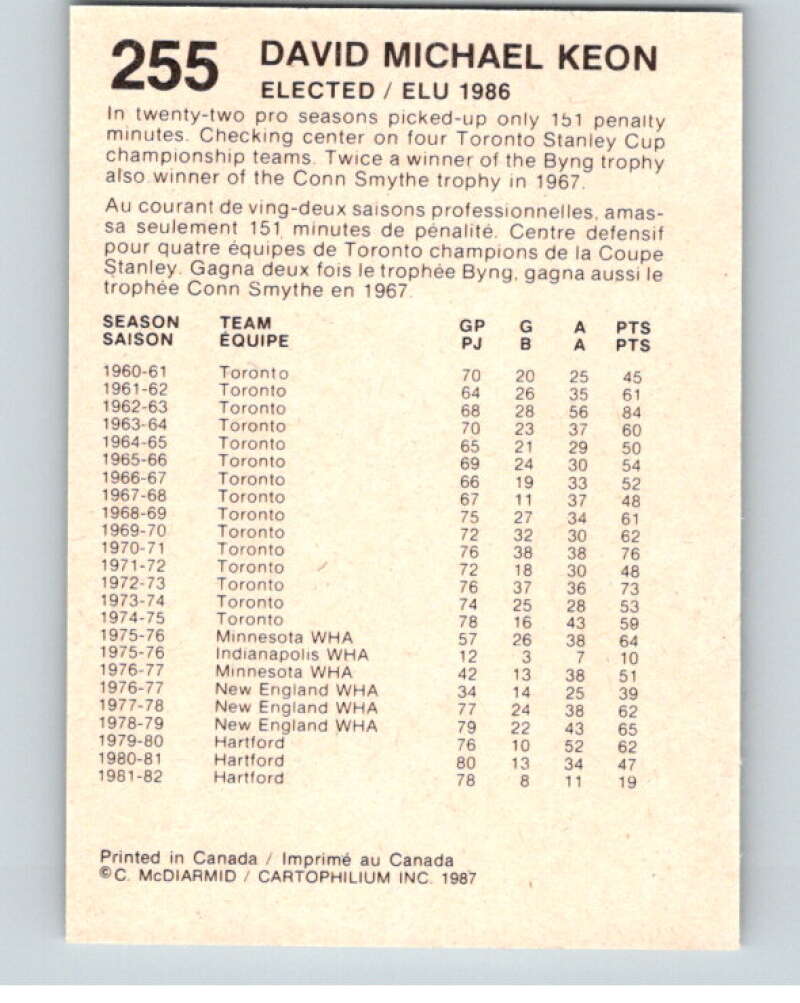 255 DAVID MICHAEL KEON
ELECTED / ELU 1986
In twenty-two pro seasons picked-up only 151 penalty
minutes. Checking center on four Toronto Stanley Cup
championship teams. Twice a winner of the Byng trophy
also winner of the Conn Smythe trophy in 1967.
Au courant de ving-deux saisons professionnelles, amas-
sa seulement 151 minutes de pénalité. Centre defensif
pour quatre équipes de Toronto champions de la Coupe
Stanley. Gagna deux fois le trophée Byng, gagna aussi le
trophée Conn Smythe en 1967.
SEASON TEAM GP G A PTS
SAISON ÉQUIPE PJ B A PTS
1960-61 Toronto 70 20 25 45
1961-62 Toronto 64 26 35 61
1962-63 Toronto 68 28 56 84
1963-64 Toronto 70 23 37 60
1964-65 Toronto 65 21 29 50
1965-66 Toronto 69 24 30 54
1966-67 Toronto 66 19 33 52
1967-68 Toronto 67 11 37 48
1968-69 Toronto 75 27 34 61
1969-70 Toronto 72 32 30 62
1970-71 Toronto 76 38 38 76
1971-72 Toronto 72 18 30 48
1972-73 Toronto 76 37 36 73
1973-74 Toronto 74 25 28 53
1974-75 Toronto 78 16 43 59
1975-76 Minnesota WHA 57 26 38 64
1975-76 Indianapolis WHA 12 3 7 10
1976-77 Minnesota WHA 42 13 38 51
1976-77 New England WHA 34 14 25 39
1977-78 New England WHA 77 24 38 62
1978-79 New England WHA 79 22 43 65
1979-80 Hartford 76 10 52 62
1980-81 Hartford 80 13 34 47
1981-82 Hartford 78 8 11 19
Printed in Canada / Imprimé au Canada
©C. McDIARMID / CARTOPHILIUM INC. 1987